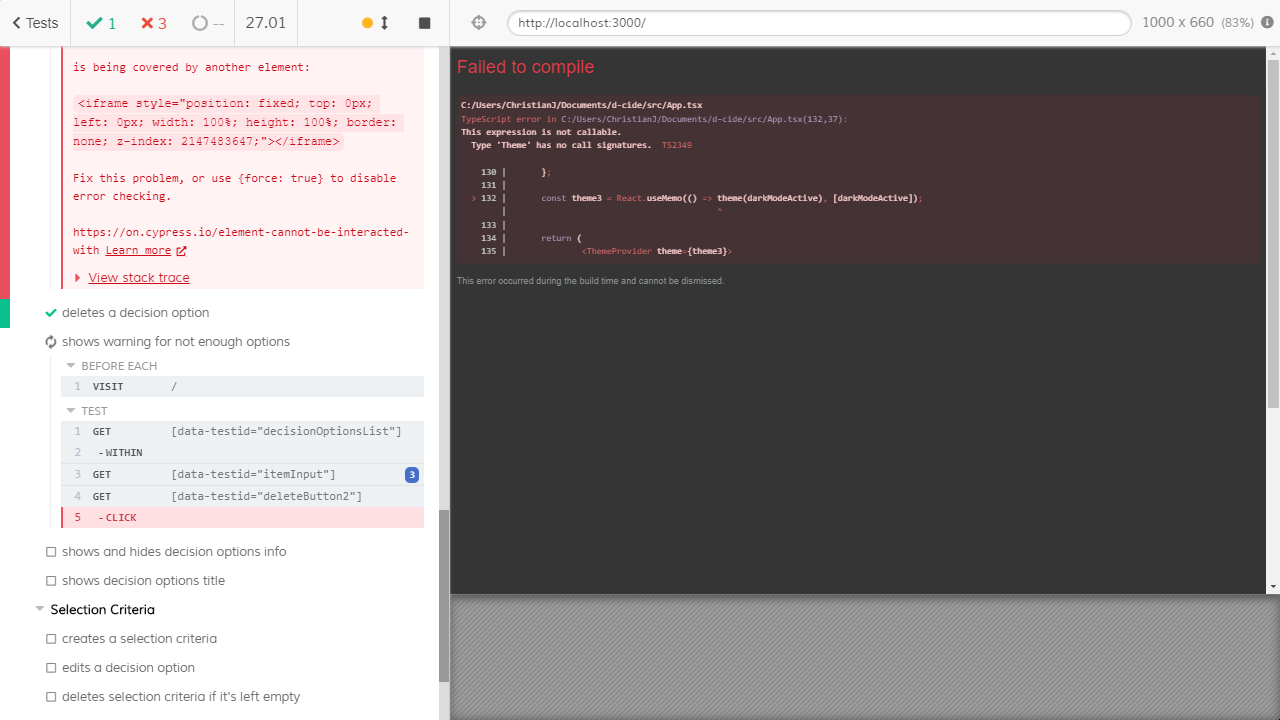 Tests
1
3
--
27.01
http://localhost:3000/
1000 x 660 (83%)
is being covered by another element:
<iframe style="position: fixed; top: 0px;
left: 0px; width: 100%; height: 100%; border:
none; z-index: 2147483647;"></iframe>
Fix this problem, or use {force: true} to disable
error checking.
https://on.cypress.io/element-cannot-be-interacted-
with Learn more
View stack trace
deletes a decision option
shows warning for not enough options
BEFORE EACH
1 VISIT /
TEST
1 GET [data-testid="decisionOptionsList"]
2 -WITHIN
3 GET [data-testid="itemInput"] 3
4 GET [data-testid="deleteButton2"]
5 -CLICK
shows and hides decision options info
shows decision options title
Selection Criteria
creates a selection criteria
edits a decision option
deletes selection criteria if it's left empty
Failed to compile
C:/Users/ChristianJ/Documents/d-cide/src/App.tsx
TypeScript error in C:/Users/ChristianJ/Documents/d-cide/src/App.tsx(132,37):
This expression is not callable.
Type 'Theme' has no call signatures. TS2349
130 | };
131 |
> 132 | const theme3 = React.useMemo(() => theme(darkModeActive), [darkModeActive]);
| ^
133 |
134 | return (
135 | <ThemeProvider theme={theme3}>
This error occurred during the build time and cannot be dismissed.